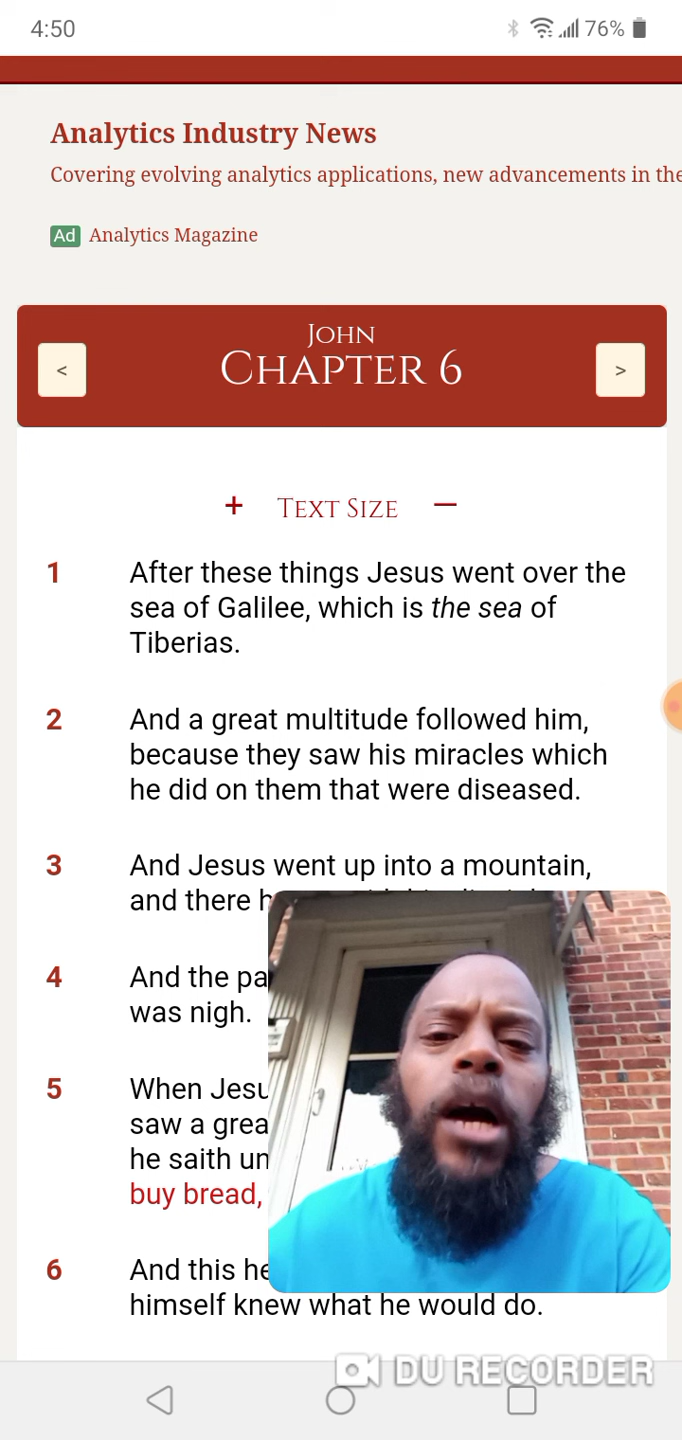 4:50
76%
Analytics Industry News
Covering evolving analytics applications, new advancements in the
Ad Analytics Magazine
John
Chapter 6
<
>
+ Text Size −
1 After these things Jesus went over the
sea of Galilee, which is the sea of
Tiberias.
2 And a great multitude followed him,
because they saw his miracles which
he did on them that were diseased.
3 And Jesus went up into a mountain,
and there
4 And the
was nigh.
5 When
saw a
he saith
buy bread,
6 And this
himself knew what he would do.
DU RECORDER